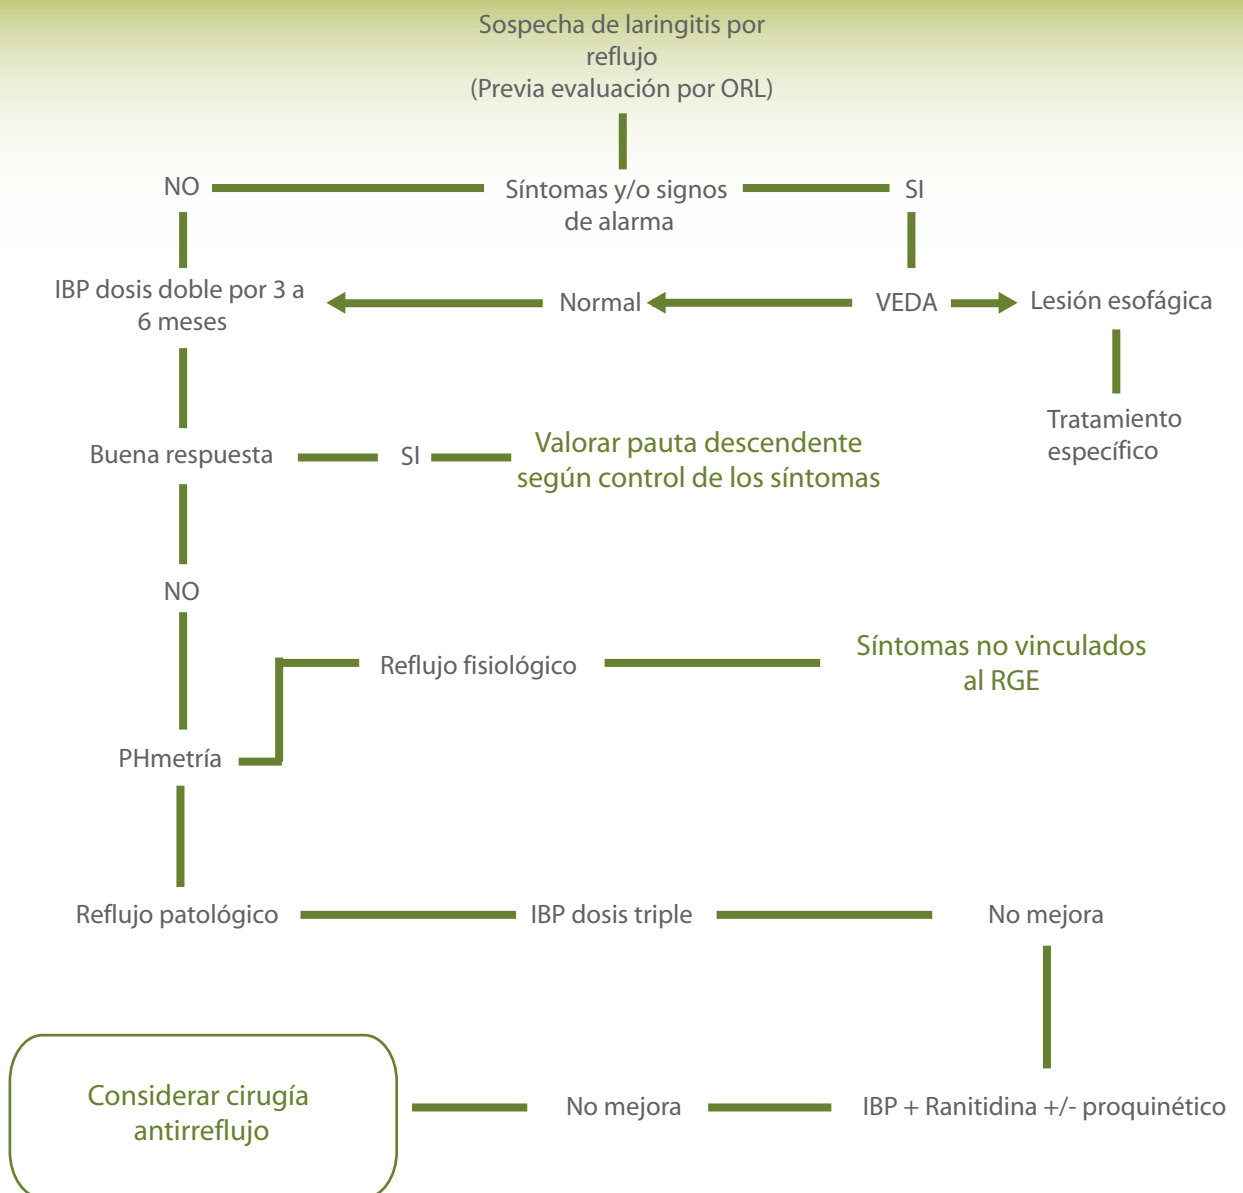 Sospecha de laringitis por
reflujo
(Previa evaluación por ORL)
NO
Síntomas y/o signos
de alarma
SI
IBP dosis doble por 3 a
6 meses
Normal
VEDA
Lesión esofágica
Tratamiento
específico
Buena respuesta
SI
Valorar pauta descendente
según control de los síntomas
NO
Reflujo fisiológico
Síntomas no vinculados
al RGE
PHmetría
Reflujo patológico
IBP dosis triple
No mejora
Considerar cirugía
antirreflujo
No mejora
IBP + Ranitidina +/- proquinético